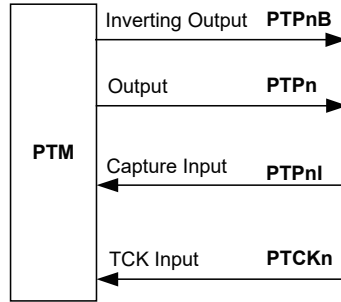 Inverting Output PTPnB
Output PTPn
PTM
Capture Input PTPnI
TCK Input PTCKn